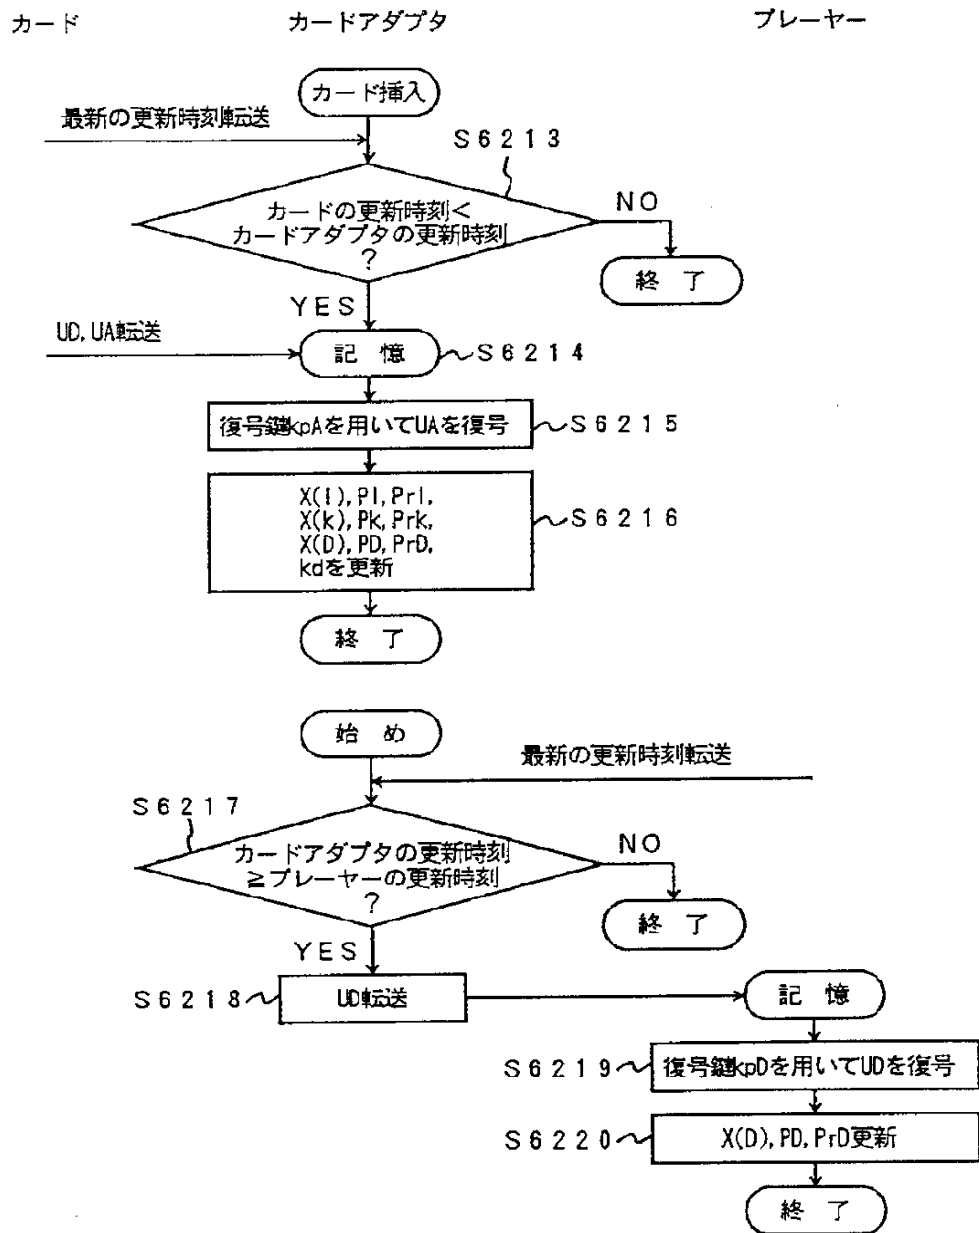 カード
カードアダプタ
プレーヤー
カード挿入
最新の更新時刻転送
S6213
カードの更新時刻<
カードアダプタの更新時刻
?
NO
終 了
YES
UD, UA転送
記 憶
S6214
復号鍵kpAを用いてUAを復号
S6215
X(I), PI, PrI,
X(k), Pk, Prk,
X(D), PD, PrD,
kdを更新
S6216
終 了
始 め
最新の更新時刻転送
S6217
カードアダプタの更新時刻
≧プレーヤーの更新時刻
?
NO
終 了
YES
S6218
UD転送
記 憶
S6219
復号鍵kpDを用いてUDを復号
S6220
X(D), PD, PrD更新
終 了